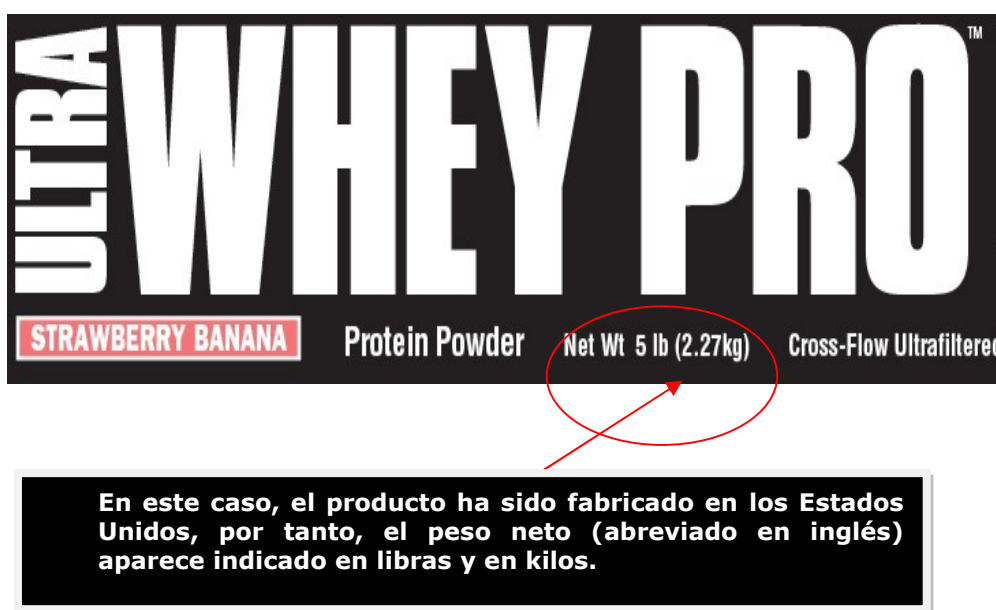 ULTRA WHEY PRO™
STRAWBERRY BANANA Protein Powder Net Wt 5 lb (2.27kg) Cross-Flow Ultrafiltered
En este caso, el producto ha sido fabricado en los Estados
Unidos, por tanto, el peso neto (abreviado en inglés)
aparece indicado en libras y en kilos.